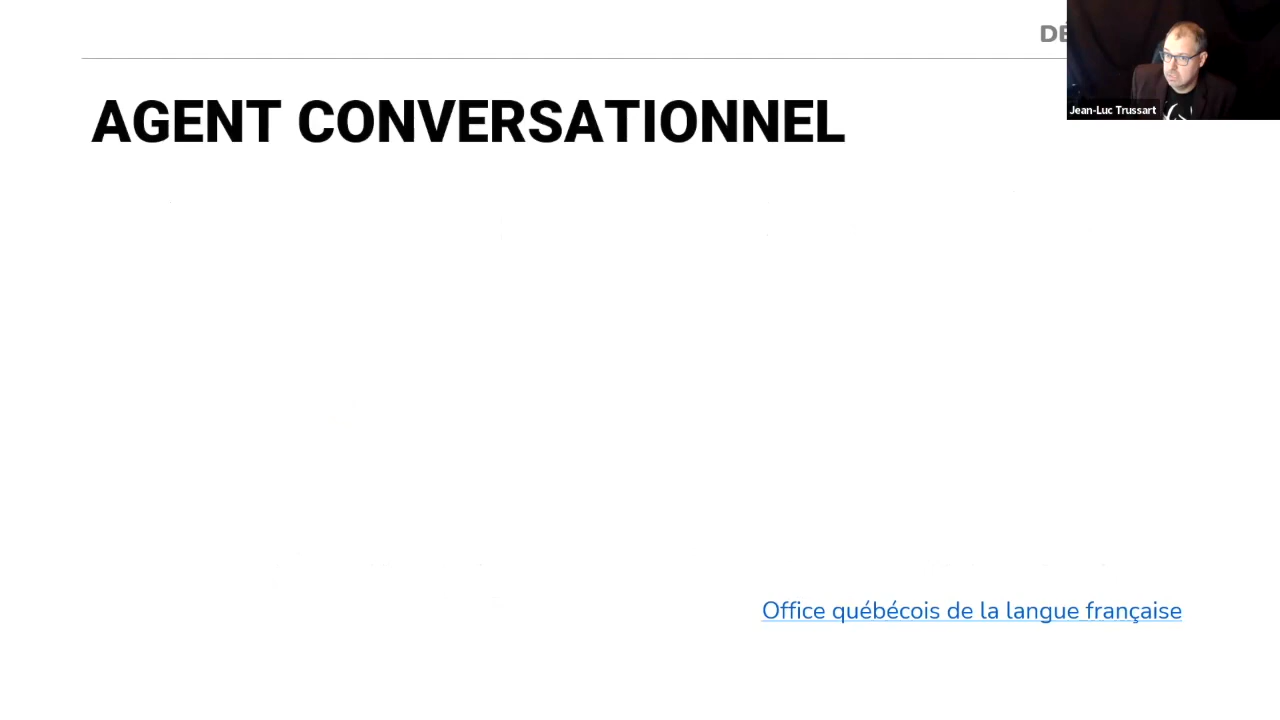 AGENT CONVERSATIONNEL
Jean-Luc Trussart
Office québécois de la langue française